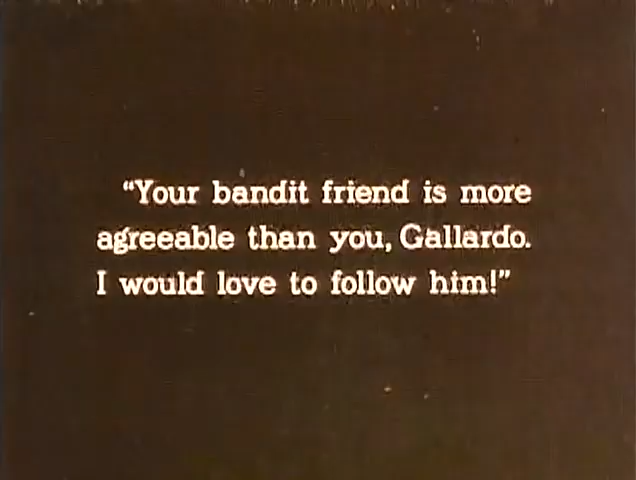 “Your bandit friend is more
agreeable than you, Gallardo.
I would love to follow him!”